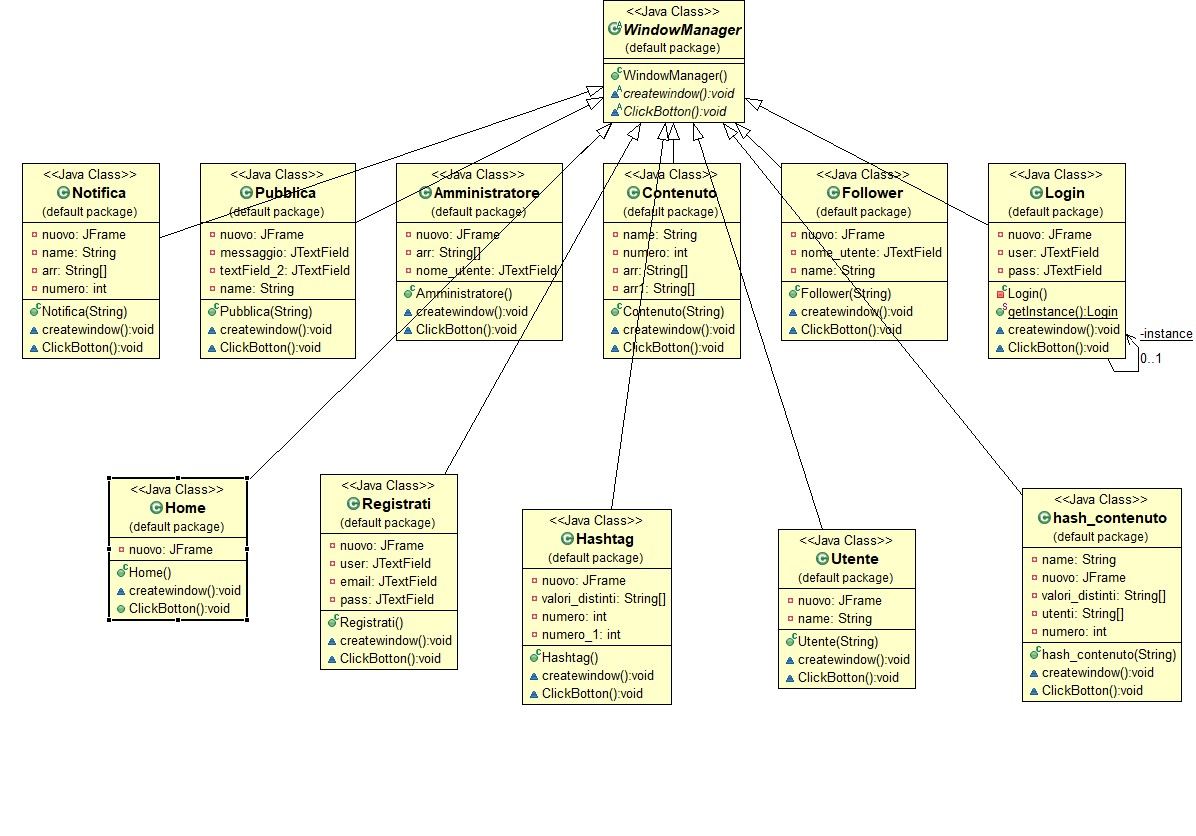 <<Java Class>>
WindowManager
(default package)
WindowManager()
createwindow():void
ClickBotton():void
<<Java Class>>
Notifica
(default package)
nuovo: JFrame
name: String
arr: String[]
numero: int
Notifica(String)
createwindow():void
ClickBotton():void
<<Java Class>>
Pubblica
(default package)
nuovo: JFrame
messaggio: JTextField
textField_2: JTextField
name: String
Pubblica(String)
createwindow():void
ClickBotton():void
<<Java Class>>
Amministratore
(default package)
nuovo: JFrame
arr: String[]
nome_utente: JTextField
Amministratore()
createwindow():void
ClickBotton():void
<<Java Class>>
Contenuto
(default package)
name: String
numero: int
arr: String[]
arr1: String[]
Contenuto(String)
createwindow():void
ClickBotton():void
<<Java Class>>
Follower
(default package)
nuovo: JFrame
nome_utente: JTextField
name: String
Follower(String)
createwindow():void
ClickBotton():void
<<Java Class>>
Login
(default package)
nuovo: JFrame
user: JTextField
pass: JTextField
Login()
getInstance():Login
createwindow():void
ClickBotton():void
-instance
0..1
<<Java Class>>
Home
(default package)
nuovo: JFrame
Home()
createwindow():void
ClickBotton():void
<<Java Class>>
Registrati
(default package)
nuovo: JFrame
user: JTextField
email: JTextField
pass: JTextField
Registrati()
createwindow():void
ClickBotton():void
<<Java Class>>
Hashtag
(default package)
nuovo: JFrame
valori_distinti: String[]
numero: int
numero_1: int
Hashtag()
createwindow():void
ClickBotton():void
<<Java Class>>
Utente
(default package)
nuovo: JFrame
name: String
Utente(String)
createwindow():void
ClickBotton():void
<<Java Class>>
hash_contenuto
(default package)
name: String
nuovo: JFrame
valori_distinti: String[]
utenti: String[]
numero: int
hash_contenuto(String)
createwindow():void
ClickBotton():void